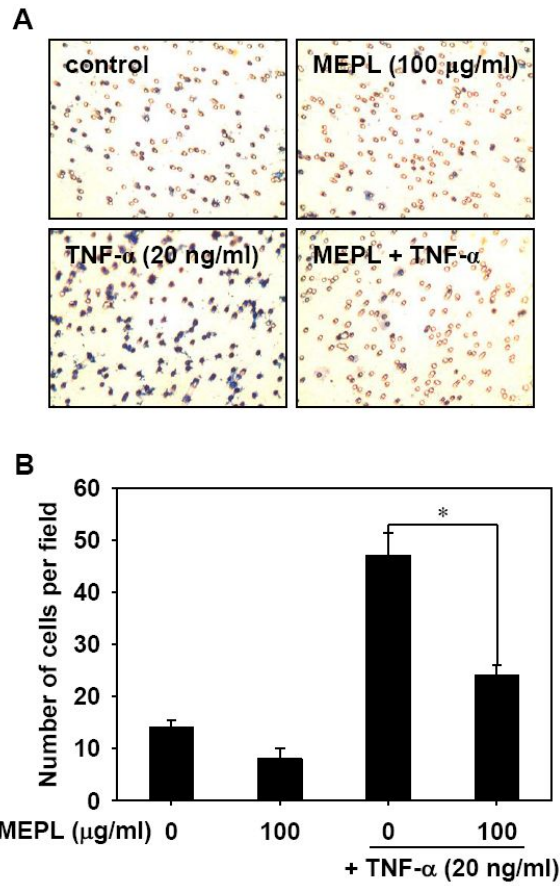 A
control
MEPL (100 µg/ml)
TNF-α (20 ng/ml)
MEPL + TNF-α
B
Number of cells per field
60
50
40
30
20
10
0
*
MEPL (µg/ml) 0 100 0 100
+ TNF-α (20 ng/ml)